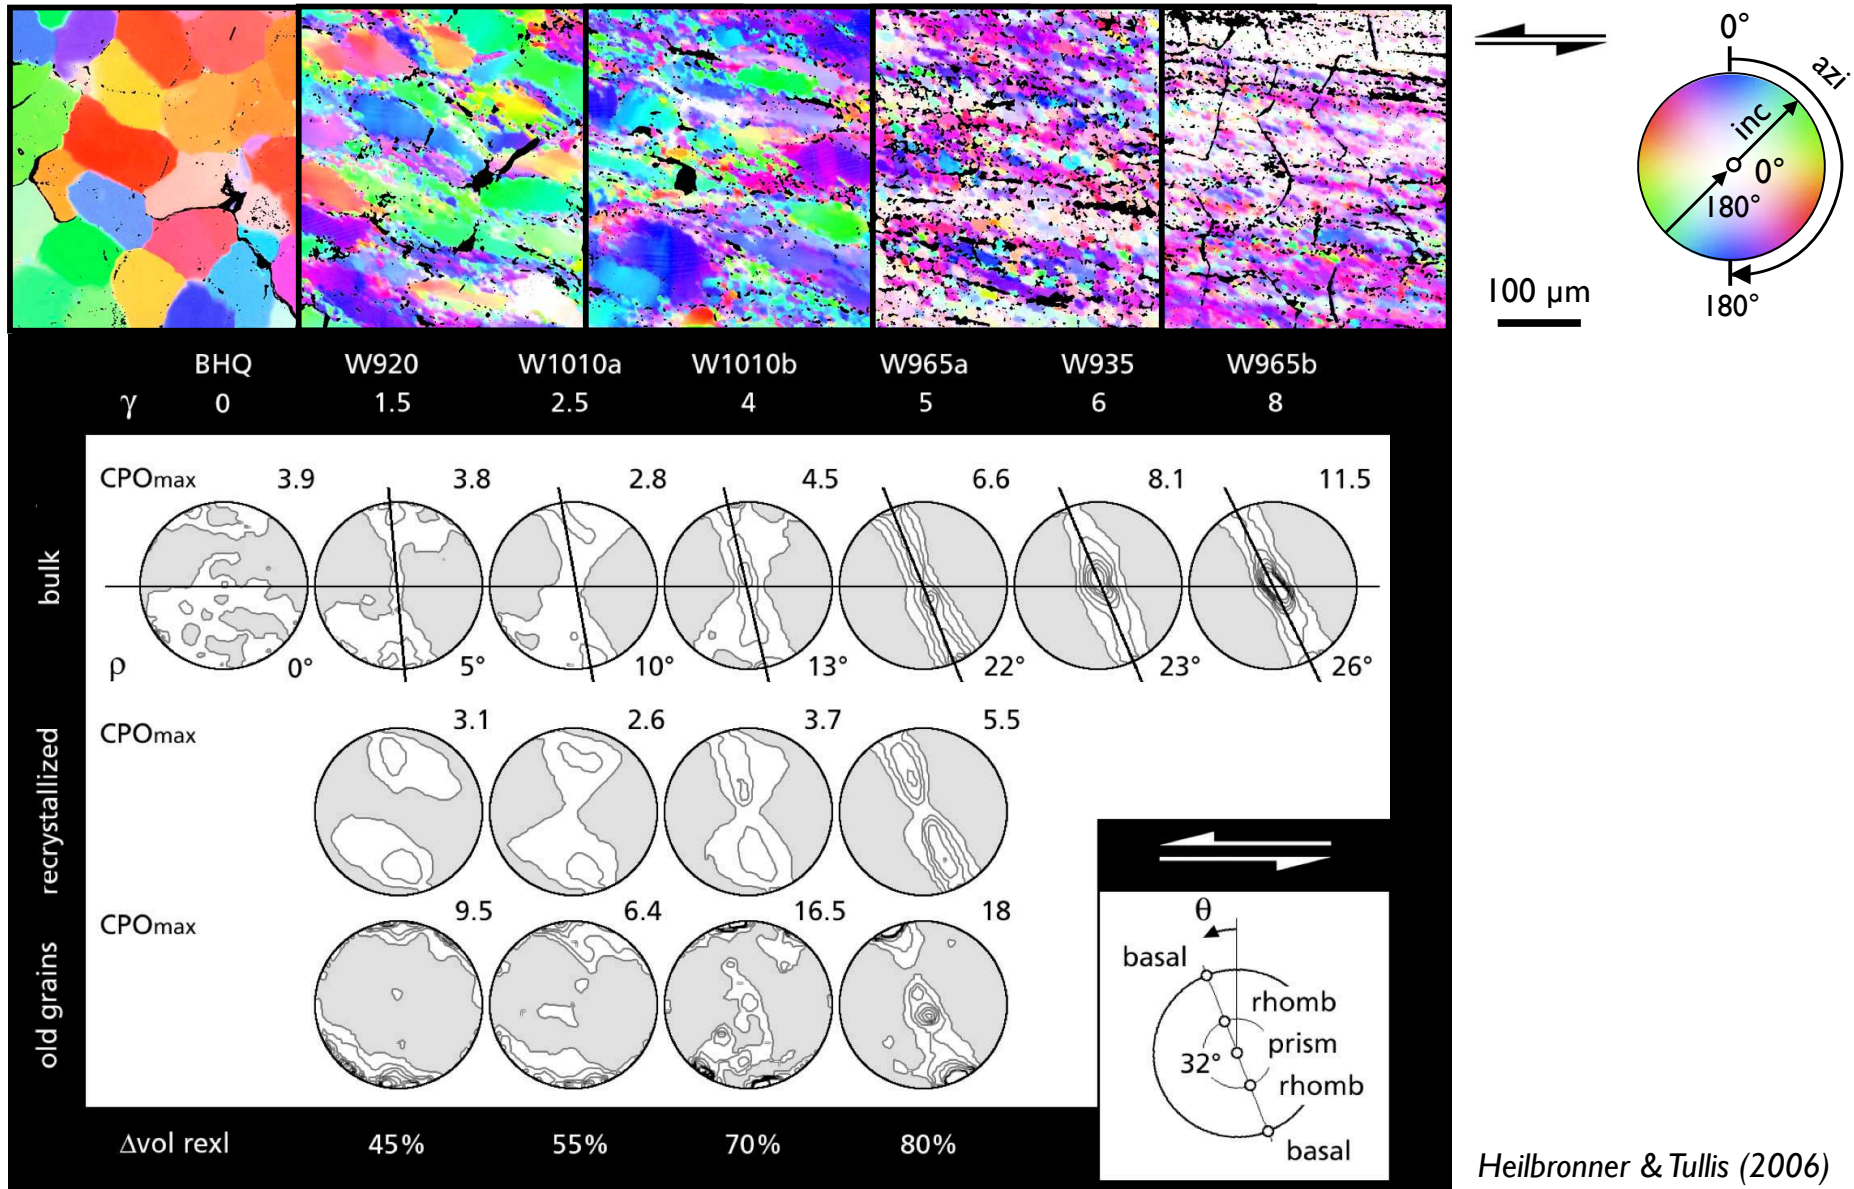 0°
azi
inc
0°
180°
180°
100 µm
BHQ W920 W1010a W1010b W965a W935 W965b
γ 0 1.5 2.5 4 5 6 8
CPOmax 3.9 3.8 2.8 4.5 6.6 8.1 11.5
bulk
ρ 0° 5° 10° 13° 22° 23° 26°
CPOmax 3.1 2.6 3.7 5.5
recrystallized
CPOmax 9.5 6.4 16.5 18
old grains
θ
basal
rhomb
prism
32°
rhomb
basal
Δvol rexl 45% 55% 70% 80%
Heilbronner & Tullis (2006)